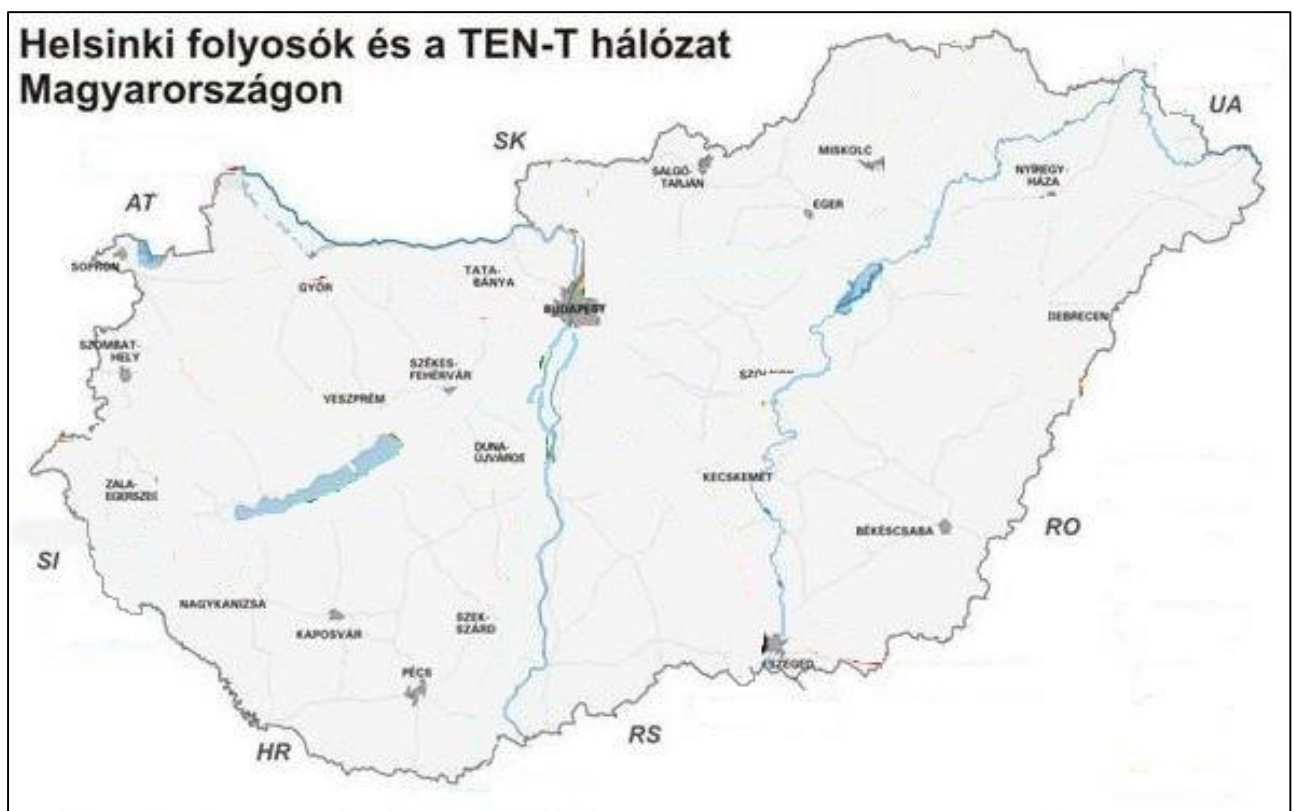 Helsinki folyosók és a TEN-T hálózat
Magyarországon
SK
UA
AT
SALGÓ-
TARJÁN
MISKOLC
EGER
NYÍREGY-
HÁZA
SOPRON
GYŐR
TATA-
BÁNYA
BUDAPEST
DEBRECEN
SZOMBAT-
HELY
SZÉKES-
FEHÉRVÁR
VESZPRÉM
DUNA-
ÚJVÁROS
KECSKEMÉT
ZALA-
EGERSZEG
BÉKÉSCSABA
RO
SI
NAGYKANIZSA
KAPOSVÁR
SZEK-
SZÁRD
PÉCS
SZEGED
HR
RS